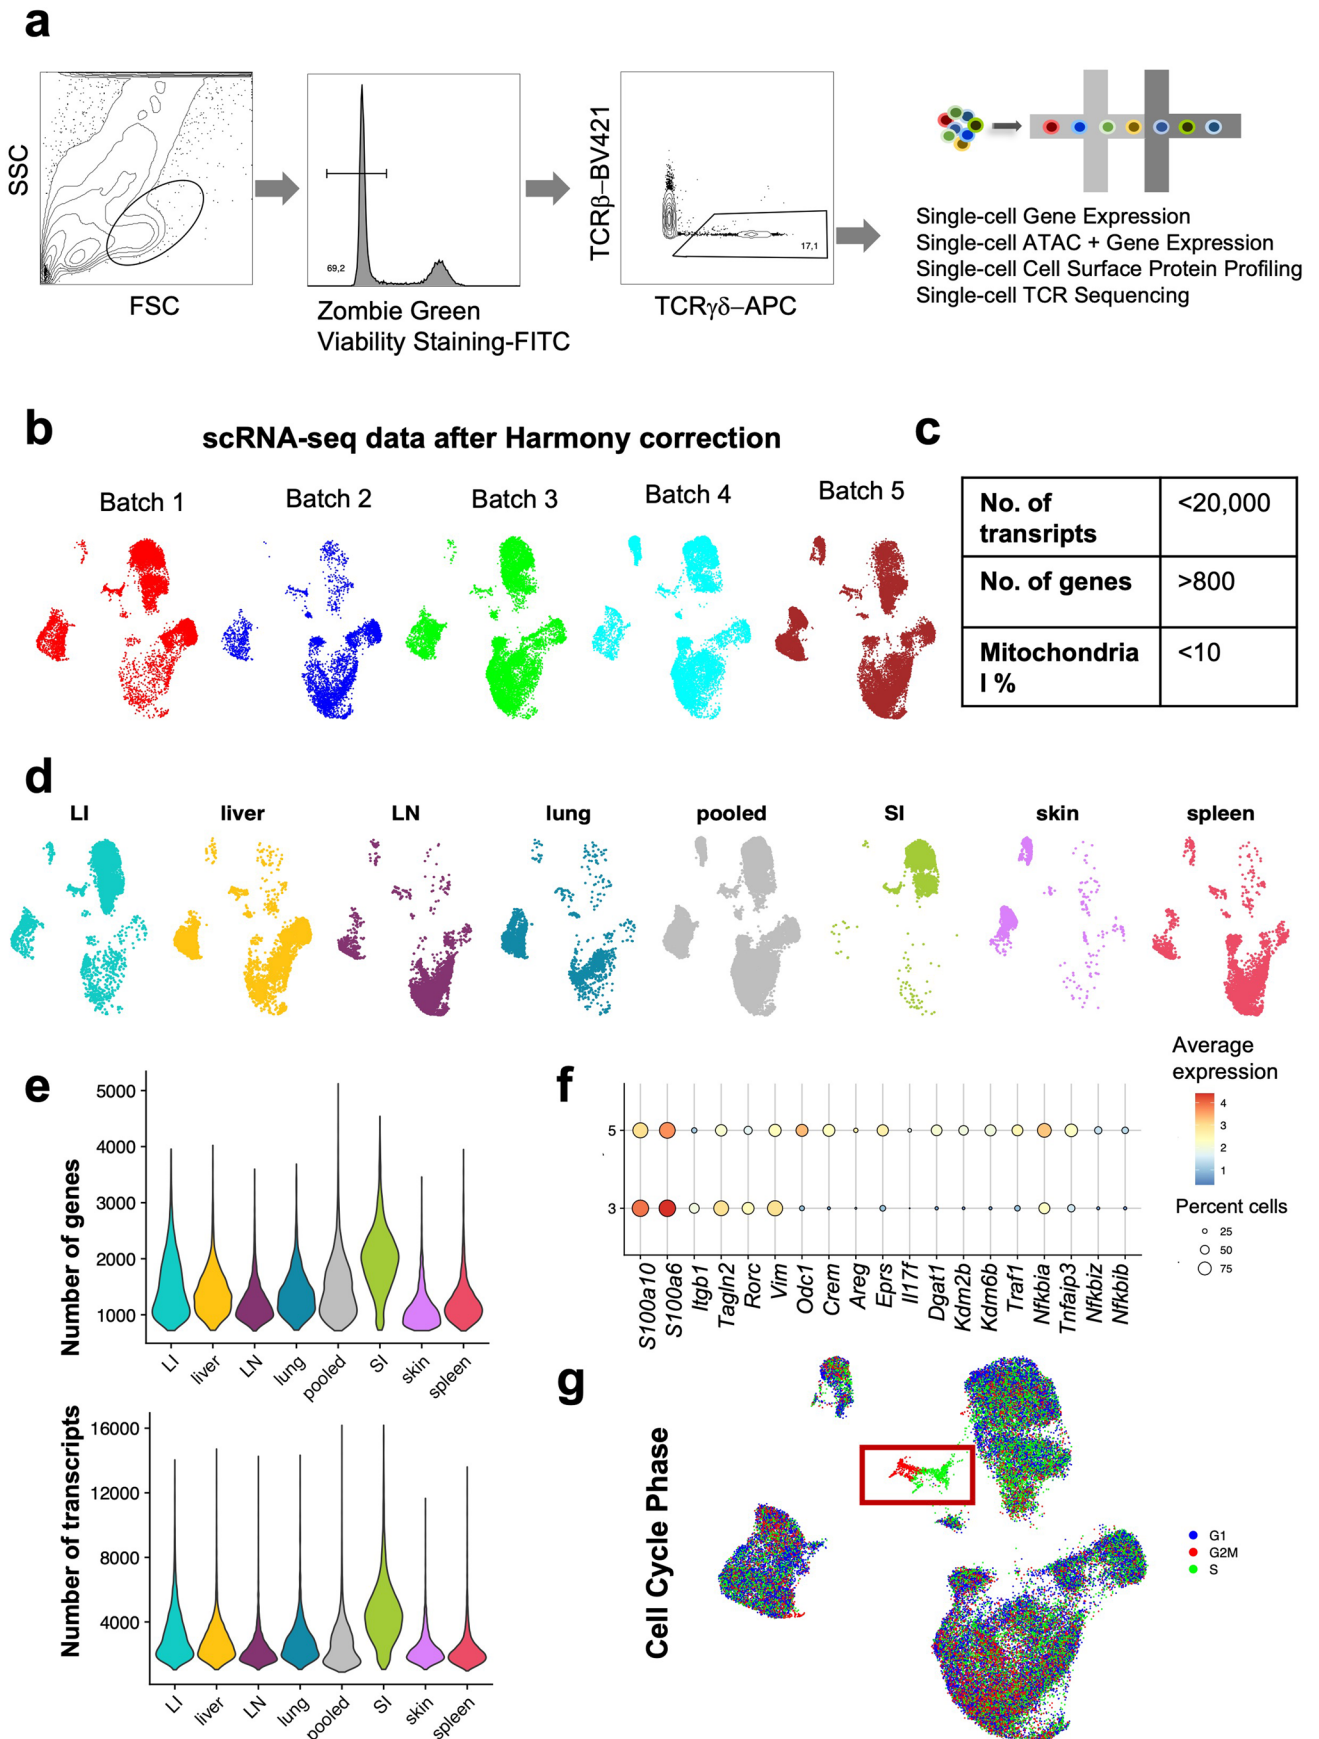 a
SSC
FSC
69,2
Zombie Green
Viability Staining-FITC
TCRβ–BV421
17,1
TCRγδ–APC
Single-cell Gene Expression
Single-cell ATAC + Gene Expression
Single-cell Cell Surface Protein Profiling
Single-cell TCR Sequencing
b
scRNA-seq data after Harmony correction
Batch 1
Batch 2
Batch 3
Batch 4
Batch 5
c
No. of <20,000
transripts
No. of genes >800
Mitochondria <10
l %
d
LI liver LN lung pooled SI skin spleen
e
Number of genes
5000
4000
3000
2000
1000
LI liver LN lung pooled SI skin spleen
Number of transcripts
16000
12000
8000
4000
LI liver LN lung pooled SI skin spleen
f
5
3
S100a10 S100a6 Itgb1 Tagln2 Rorc Vim Odc1 Crem Areg Eprs Il17f Dgat1 Kdm2b Kdm6b Traf1 Nfkbia Tnfaip3 Nfkbiz Nfkbib
Average
expression
4
3
2
1
Percent cells
25
50
75
g
Cell Cycle Phase
G1
G2M
S